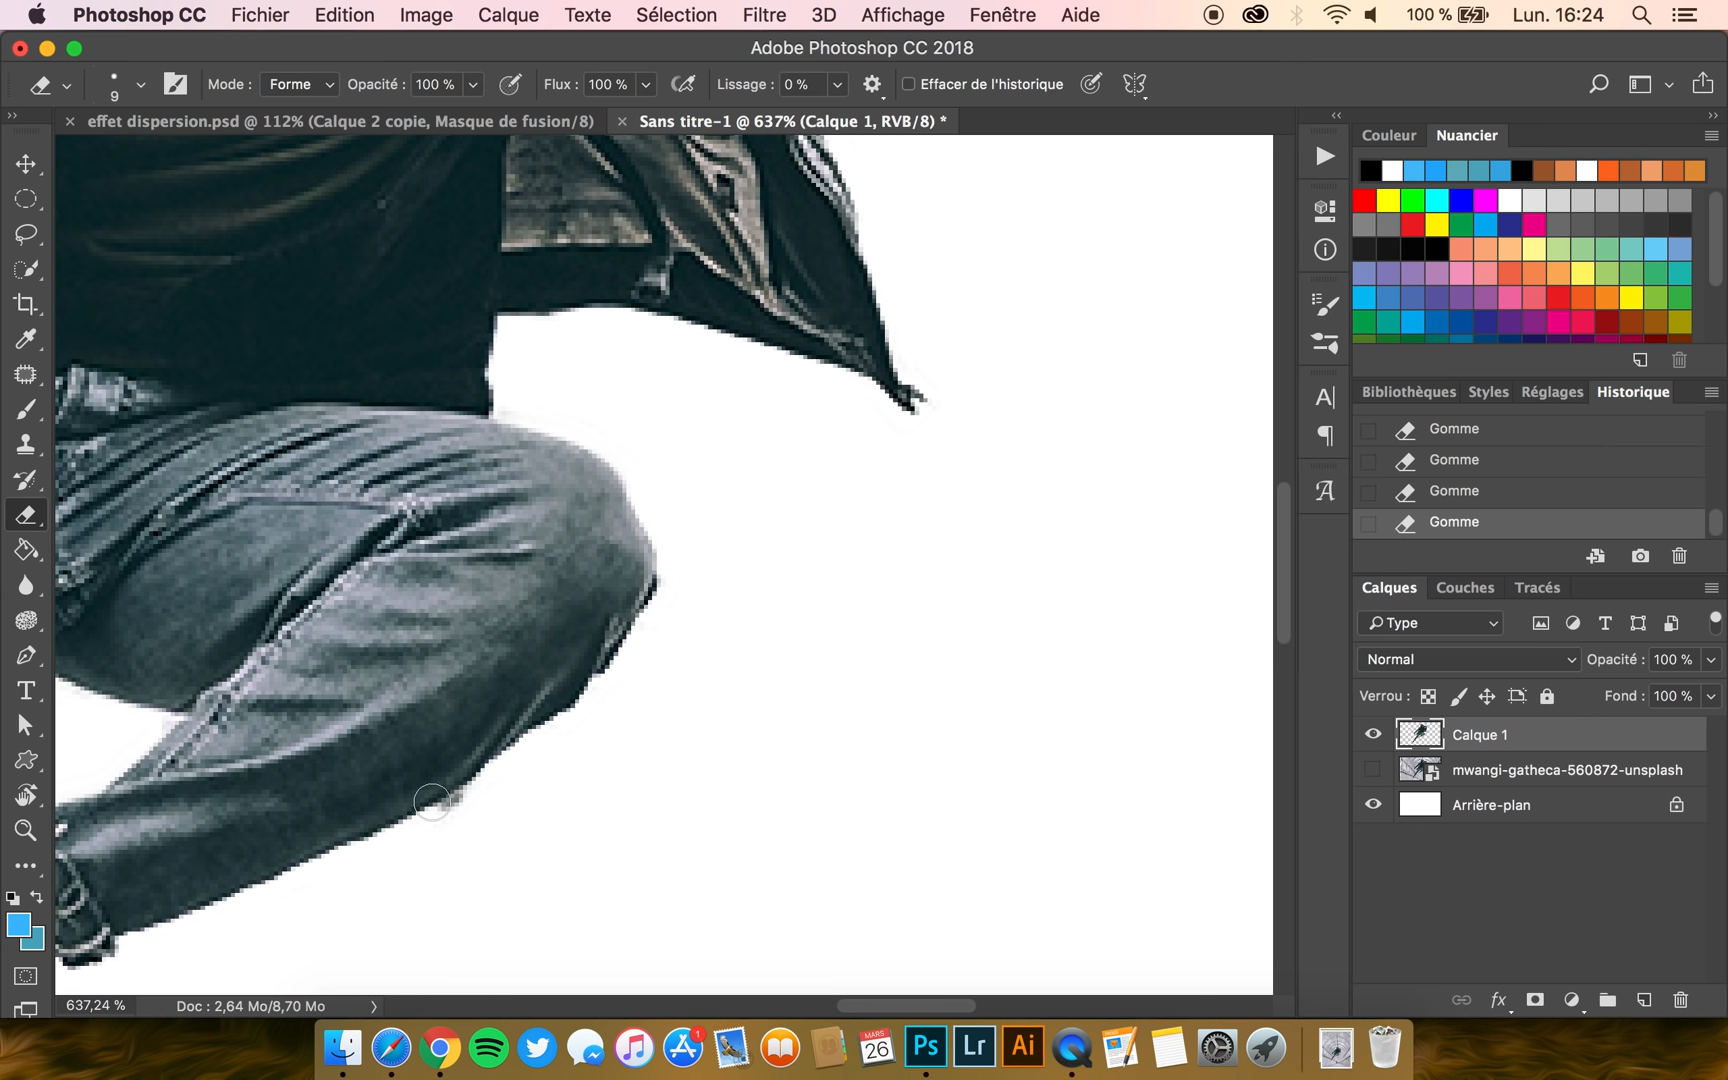 Photoshop CC Fichier Edition Image Calque Texte Sélection Filtre 3D Affichage Fenêtre Aide 100 % Lun. 16:24
Adobe Photoshop CC 2018
9 Mode : Forme Opacité : 100 % Flux : 100 % Lissage : 0 % Effacer de l'historique
effet dispersion.psd @ 112% (Calque 2 copie, Masque de fusion/8) Sans titre-1 @ 637% (Calque 1, RVB/8) *
Couleur Nuancier
Bibliothèques Styles Réglages Historique
Gomme
Gomme
Gomme
Gomme
Calques Couches Tracés
Type
Normal Opacité : 100 %
Verrou : Fond : 100 %
Calque 1
mwangi-gatheca-560872-unsplash
Arrière-plan
fx
637,24 % Doc : 2,64 Mo/8,70 Mo
1
MARS
26
Ps Lr Ai